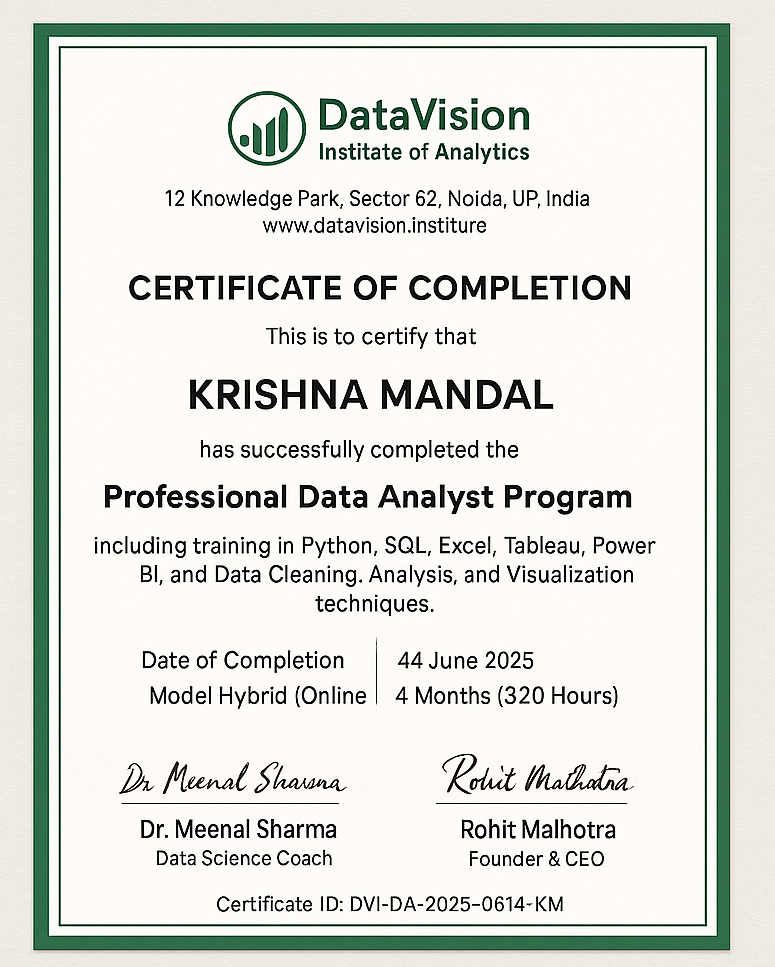 DataVision
Institute of Analytics
12 Knowledge Park, Sector 62, Noida, UP, India
www.datavision.institure
CERTIFICATE OF COMPLETION
This is to certify that
KRISHNA MANDAL
has successfully completed the
Professional Data Analyst Program
including training in Python, SQL, Excel, Tableau, Power
BI, and Data Cleaning. Analysis, and Visualization
techniques.
Date of Completion 44 June 2025
Model Hybrid (Online 4 Months (320 Hours)
Dr Meenal Sharsna Rohit Malhotra
Dr. Meenal Sharma Rohit Malhotra
Data Science Coach Founder & CEO
Certificate ID: DVI-DA-2025–0614-KM